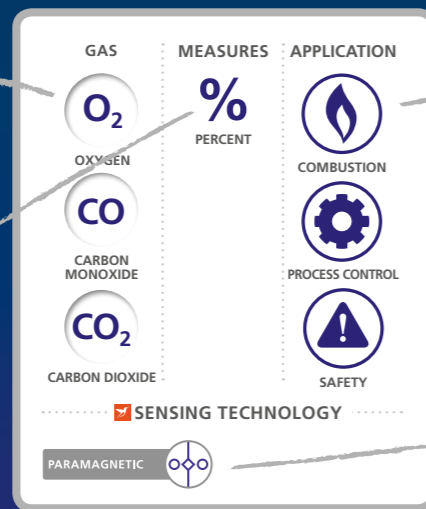 GAS
MEASURES
APPLICATION
O₂
OXYGEN
%
PERCENT
COMBUSTION
CO
CARBON
MONOXIDE
PROCESS CONTROL
CO₂
CARBON DIOXIDE
!
SAFETY
SENSING TECHNOLOGY
PARAMAGNETIC